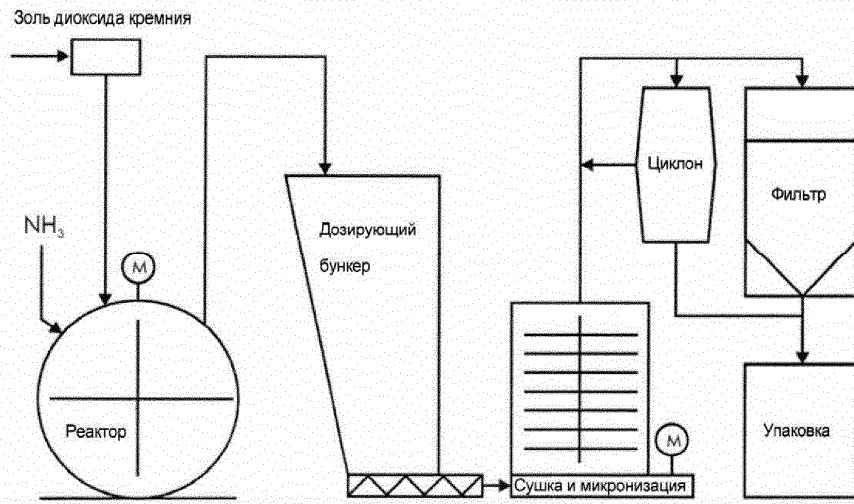 Золь диоксида кремния
NH3
M
Реактор
Дозирующий
бункер
Циклон
Фильтр
M
Сушка и микронизация
Упаковка